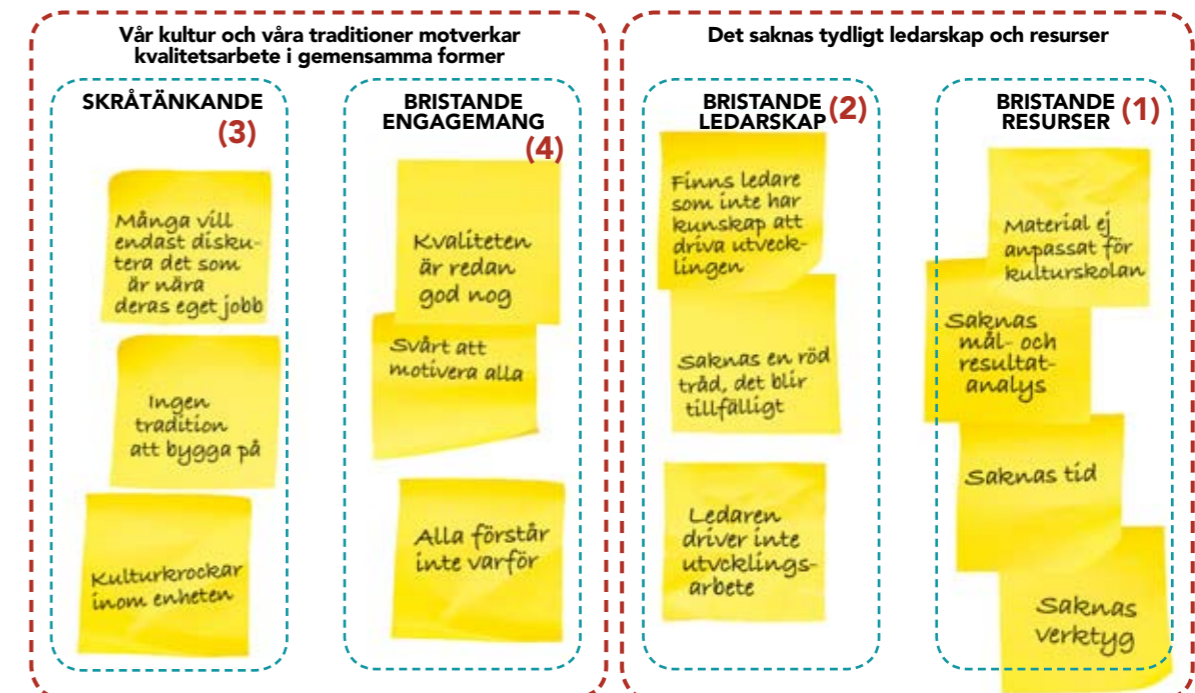 Vår kultur och våra traditioner motverkar
kvalitetsarbete i gemensamma former
SKRÅTÄNKANDE
(3)
Många vill
endast disku-
tera det som
är nära
deras eget jobb
Ingen
tradition
att bygga på
Kulturkrockar
inom enheten
BRISTANDE
ENGAGEMANG
(4)
Kvaliteten
är redan
god nog
Svårt att
motivera alla
Alla förstår
inte varför
Det saknas tydligt ledarskap och resurser
BRISTANDE
LEDARSKAP (2)
Finns ledare
som inte har
kunskap att
driva utveck-
lingen
Saknas en röd
tråd, det blir
tillfälligt
Ledaren
driver inte
utvcklings-
arbete
BRISTANDE
RESURSER (1)
Material ej
anpassat för
kulturskolan
Saknas
mål- och
resultat-
analys
Saknas tid
Saknas
verktyg